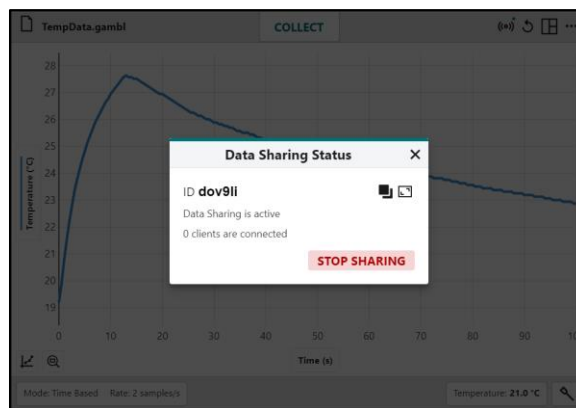 TempData.gambl
COLLECT
28
27
26
25
24
23
22
21
20
19
Temperature (°C)
Data Sharing Status
ID dov9li
Data Sharing is active
0 clients are connected
STOP SHARING
0 10 20 30 40 50 60 70 80 90
Time (s)
Mode: Time Based Rate: 2 samples/s
Temperature: 21.0 °C